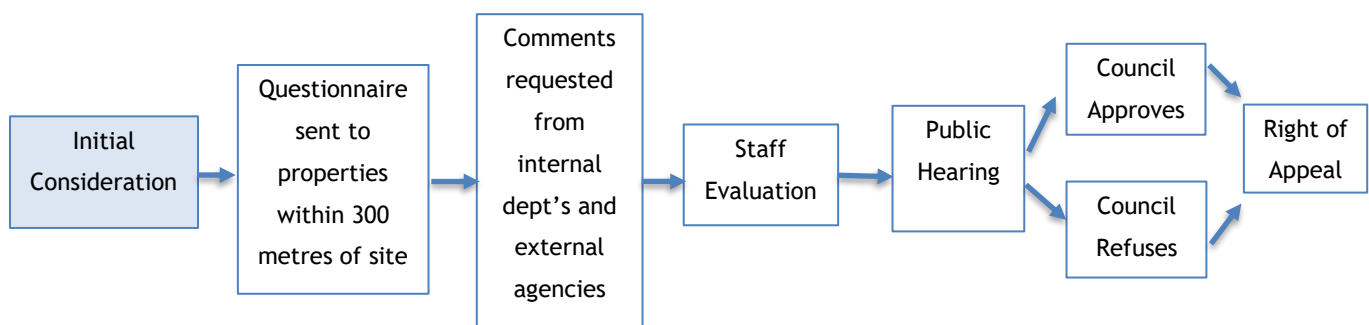 Initial
Consideration
Questionnaire
sent to
properties
within 300
metres of site
Comments
requested
from
internal
dept’s and
external
agencies
Staff
Evaluation
Public
Hearing
Council
Approves
Council
Refuses
Right of
Appeal